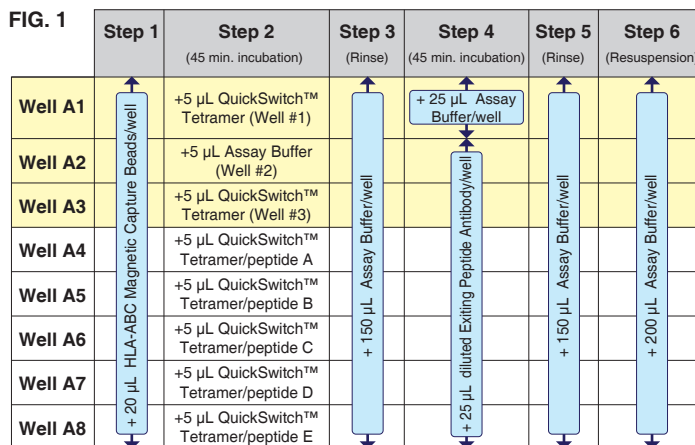 FIG. 1
Step 1
Step 2
(45 min. incubation)
Step 3
(Rinse)
Step 4
(45 min. incubation)
Step 5
(Rinse)
Step 6
(Resuspension)
Well A1
+5 µL QuickSwitch™
Tetramer (Well #1)
Well A2
+5 µL Assay Buffer
(Well #2)
Well A3
+5 µL QuickSwitch™
Tetramer (Well #3)
Well A4
+5 µL QuickSwitch™
Tetramer/peptide A
Well A5
+5 µL QuickSwitch™
Tetramer/peptide B
Well A6
+5 µL QuickSwitch™
Tetramer/peptide C
Well A7
+5 µL QuickSwitch™
Tetramer/peptide D
Well A8
+5 µL QuickSwitch™
Tetramer/peptide E
+ 20 µL HLA-ABC Magnetic Capture Beads/well
+ 150 µL Assay Buffer/well
+ 25 µL Assay
Buffer/well
+ 25 µL diluted Exiting Peptide Antibody/well
+ 150 µL Assay Buffer/well
+ 200 µL Assay Buffer/well